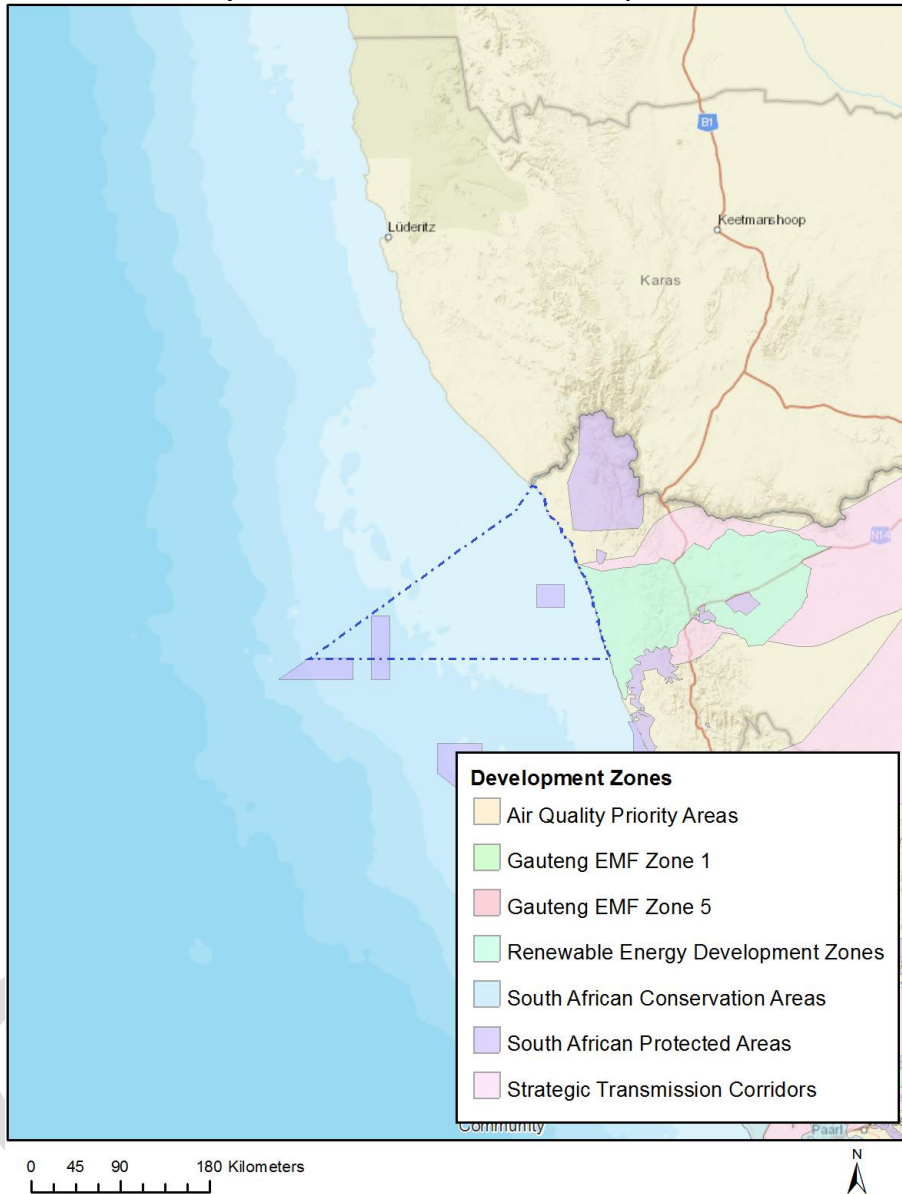 B1
Lüderitz
Keetmanshoop
Karas
N14
Development Zones
Air Quality Priority Areas
Gauteng EMF Zone 1
Gauteng EMF Zone 5
Renewable Energy Development Zones
South African Conservation Areas
South African Protected Areas
Strategic Transmission Corridors
Community
Paarl
0 45 90 180 Kilometers
N